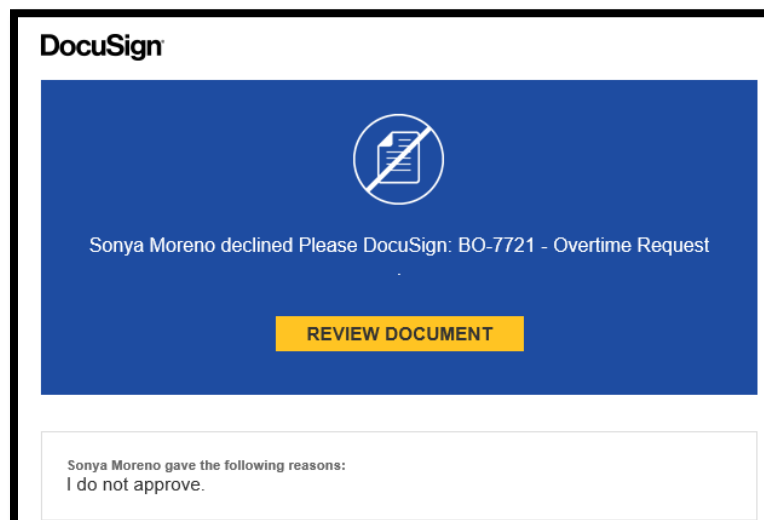 DocuSign
Sonya Moreno declined Please DocuSign: BO-7721 - Overtime Request
.
REVIEW DOCUMENT
Sonya Moreno gave the following reasons:
I do not approve.